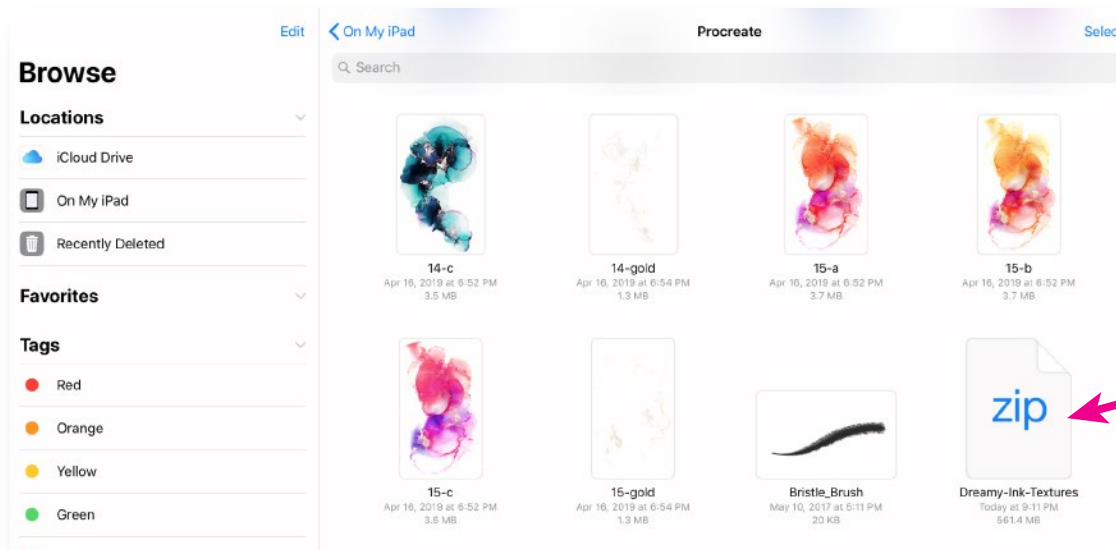 Edit
On My iPad
Procreate
Selec
Browse
Search
Locations
iCloud Drive
On My iPad
Recently Deleted
Favorites
Tags
Red
Orange
Yellow
Green
14-c
Apr 16, 2019 at 6:52 PM
3.5 MB
14-gold
Apr 16, 2019 at 6:54 PM
1.3 MB
15-a
Apr 16, 2019 at 6:52 PM
3.7 MB
15-b
Apr 16, 2019 at 6:52 PM
3.7 MB
15-c
Apr 16, 2019 at 6:52 PM
3.6 MB
15-gold
Apr 16, 2019 at 6:54 PM
1.3 MB
Bristle_Brush
May 10, 2017 at 5:11 PM
20 KB
zip
Dreamy-Ink-Textures
Today at 9:11 PM
561.4 MB